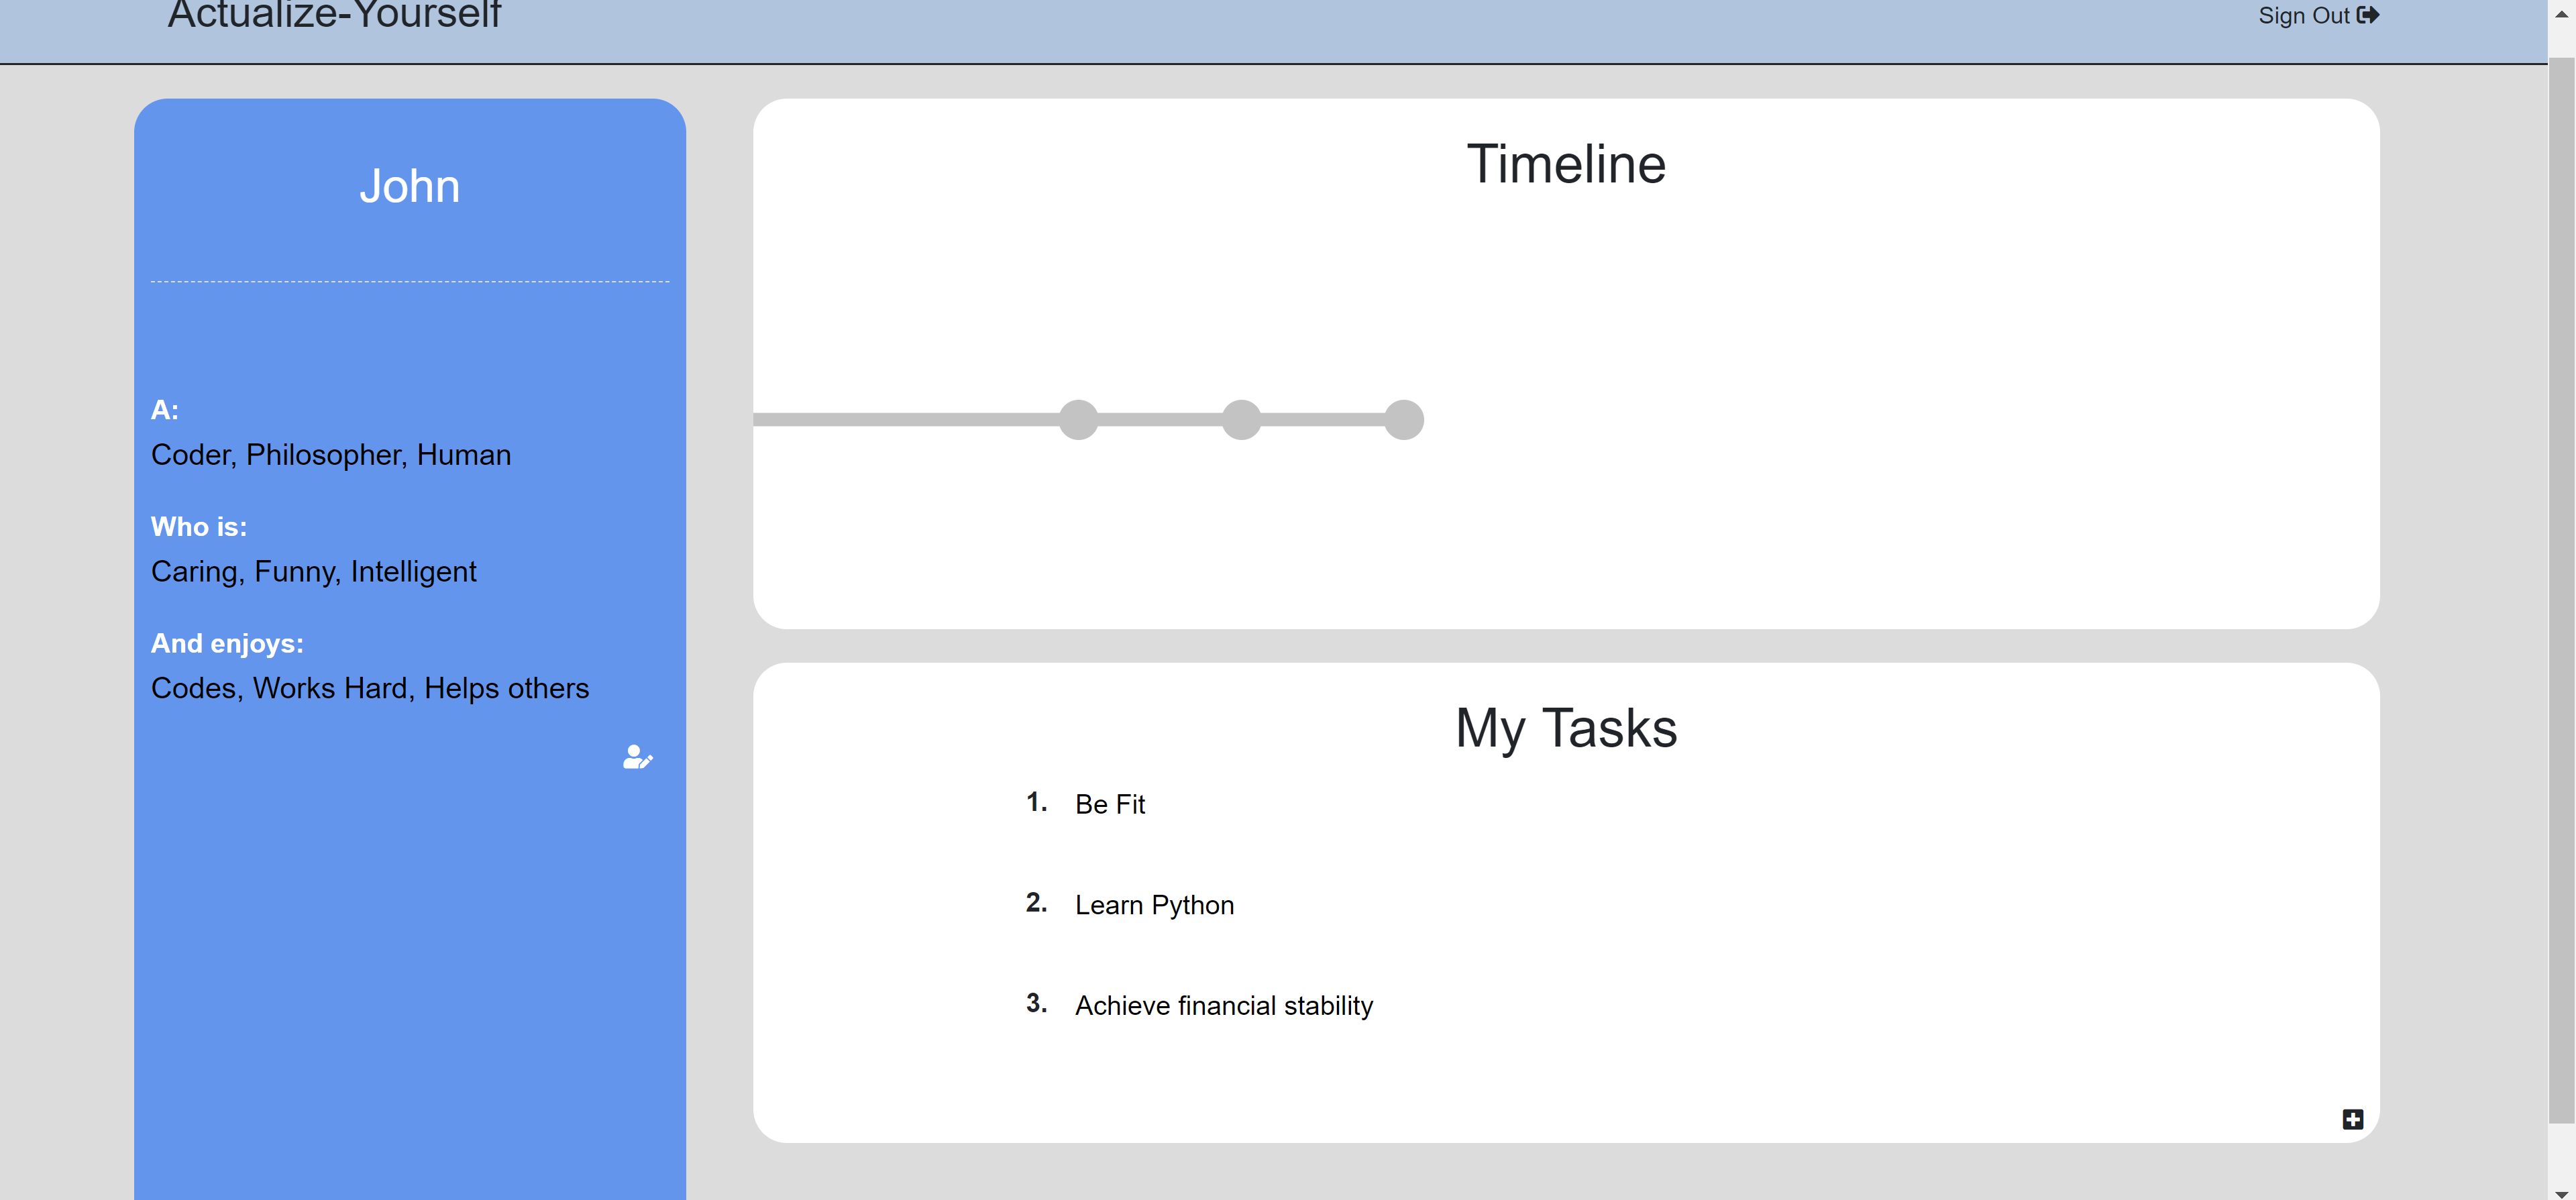 Actualize-Yourself
Sign Out
John
A:
Coder, Philosopher, Human
Who is:
Caring, Funny, Intelligent
And enjoys:
Codes, Works Hard, Helps others
Timeline
My Tasks
1. Be Fit
2. Learn Python
3. Achieve financial stability